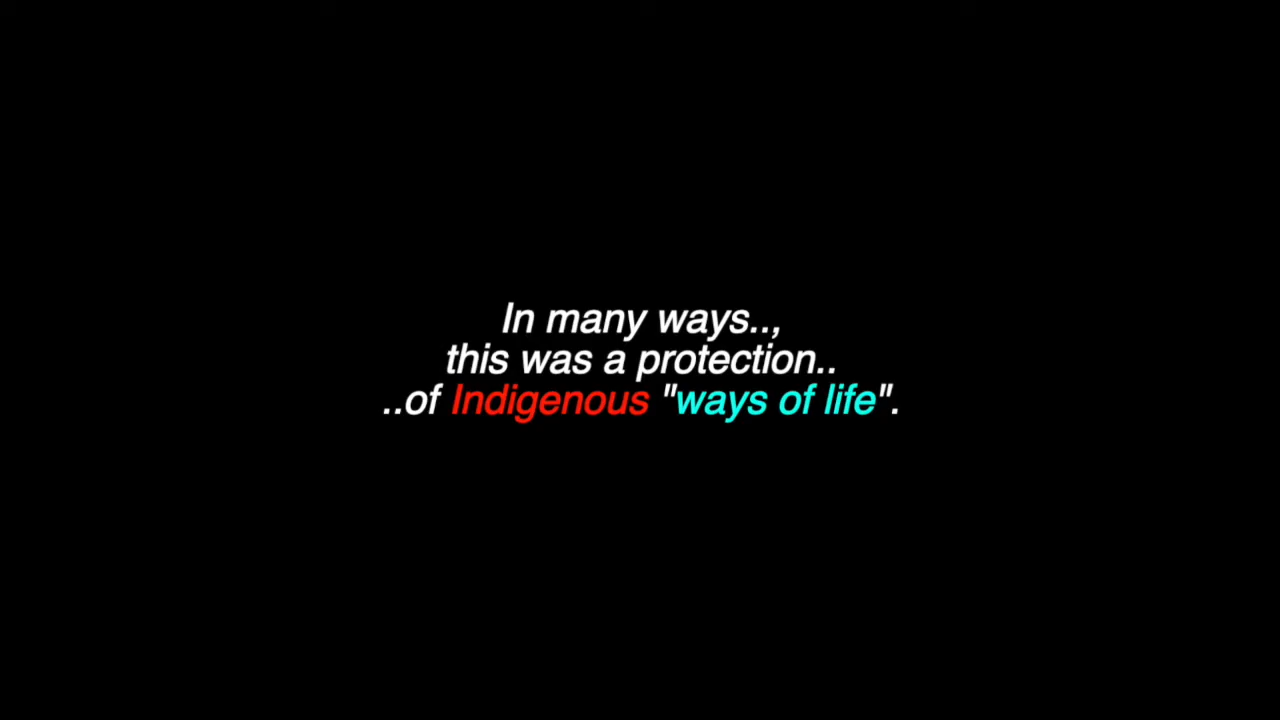 In many ways..,
this was a protection..
..of Indigenous "ways of life".